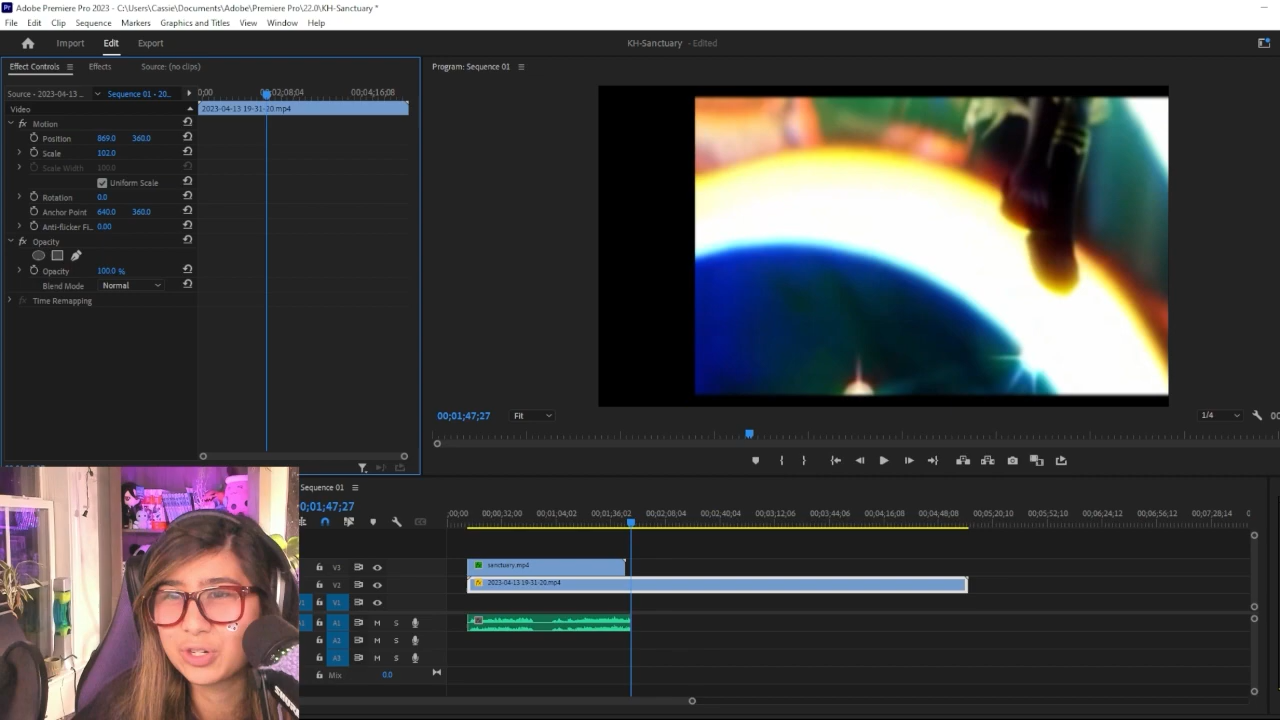 Adobe Premiere Pro 2023 - C:\Users\Cassie\Documents\Adobe\Premiere Pro\22.0\KH-Sanctuary *
File Edit Clip Sequence Markers Graphics and Titles View Window Help
Import Edit Export
KH-Sanctuary - Edited
Effect Controls Effects Source: (no clips)
Program: Sequence 01
Source - 2023-04-13 ... Sequence 01 - 20...
00;04;16;08
Video
2023-04-13 19-31-20.mp4
fx Motion
Position 869.0 360.0
Scale 102.0
Scale Width 100.0
Uniform Scale
Rotation 0.0
Anchor Point 640.0 360.0
Anti-flicker Fi... 0.00
fx Opacity
Opacity 100.0 %
Blend Mode Normal
fx Time Remapping
00;01;47;27 Fit 1/4
Sequence 01
0;01;47;27
;00;00 00;00;32;00 00;01;04;02 00;01;36;02 00;02;08;04 00;02;40;04 00;03;12;06 00;03;44;06 00;04;16;08 00;04;48;08 00;05;20;10 00;05;52;10 00;06;24;12 00;06;56;12 00;07;28;14
V3 sanctuary.mp4
V2 2023-04-13 19-31-20.mp4
V1 V1
A1 A1 M S
A2 M S
A3 M S
Mix 0.0